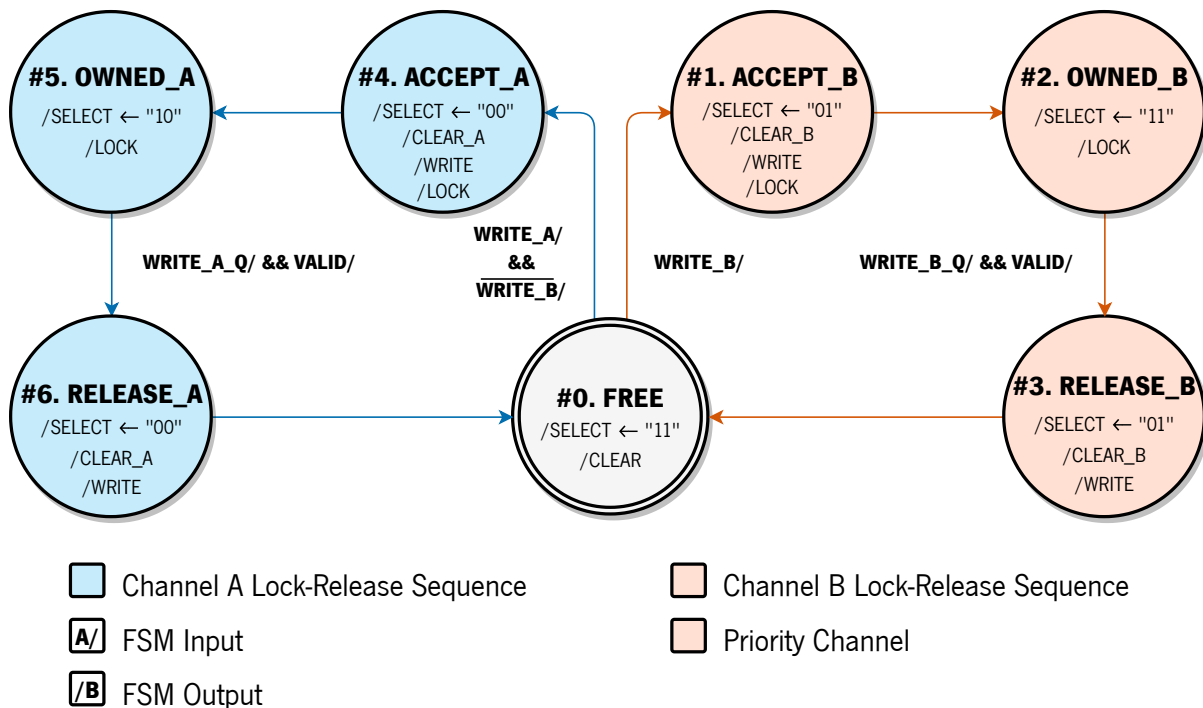 #5. OWNED_A
/SELECT ← "10"
/LOCK
#4. ACCEPT_A
/SELECT ← "00"
/CLEAR_A
/WRITE
/LOCK
#1. ACCEPT_B
/SELECT ← "01"
/CLEAR_B
/WRITE
/LOCK
#2. OWNED_B
/SELECT ← "11"
/LOCK
WRITE_A_Q/ && VALID/
WRITE_A/
&&
WRITE_B/
WRITE_B/
WRITE_B_Q/ && VALID/
#6. RELEASE_A
/SELECT ← "00"
/CLEAR_A
/WRITE
#0. FREE
/SELECT ← "11"
/CLEAR
#3. RELEASE_B
/SELECT ← "01"
/CLEAR_B
/WRITE
Channel A Lock-Release Sequence
Channel B Lock-Release Sequence
A/ FSM Input
Priority Channel
/B FSM Output